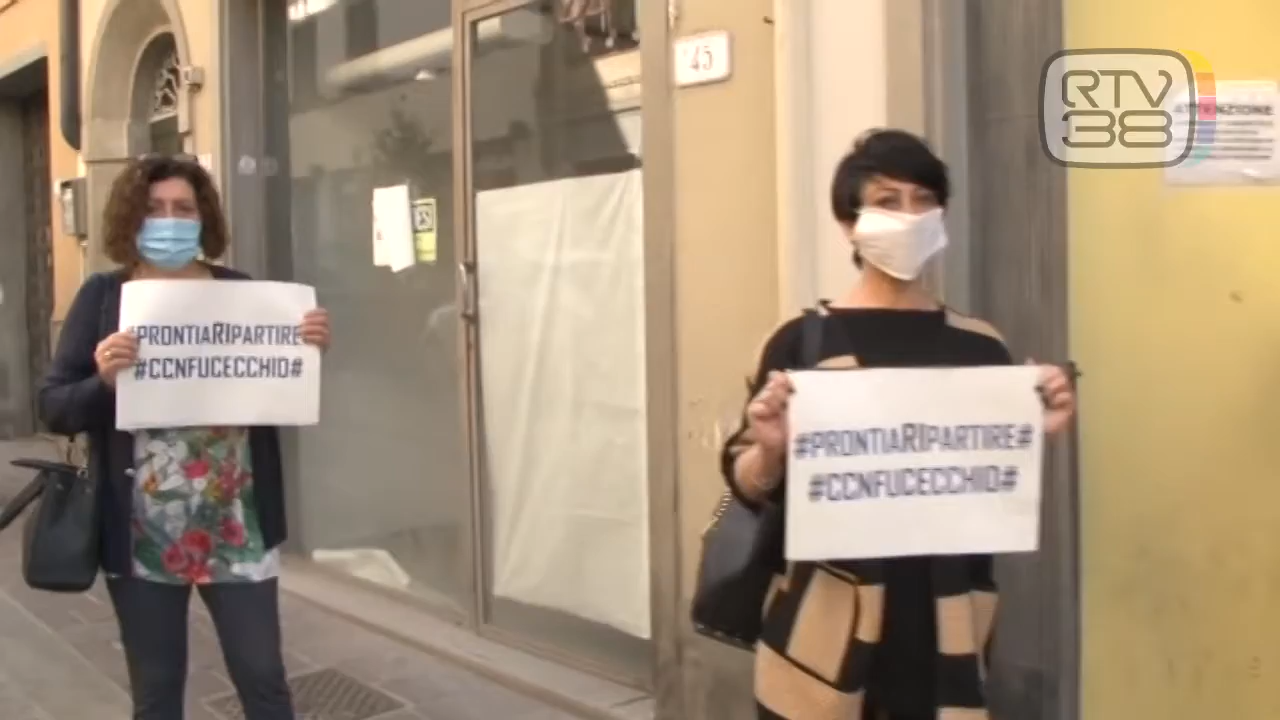 45
RTV
38
ATTENZIONE
#PRONTIARIPARTIRE
#CCNFUCECCHIO#
#PRONTIARIPARTIRE#
#CCNFUCECCHIO#